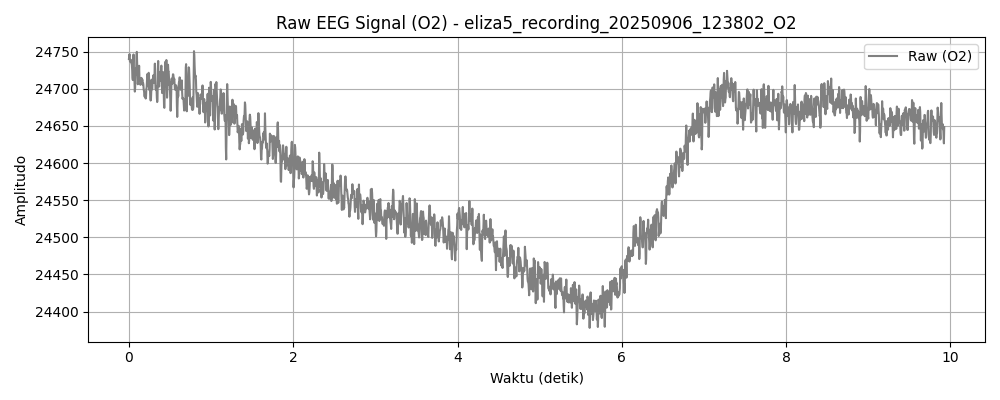 Raw EEG Signal (O2) - eliza5_recording_20250906_123802_O2
Raw (O2)
Amplitudo
24750
24700
24650
24600
24550
24500
24450
24400
0 2 4 6 8 10
Waktu (detik)